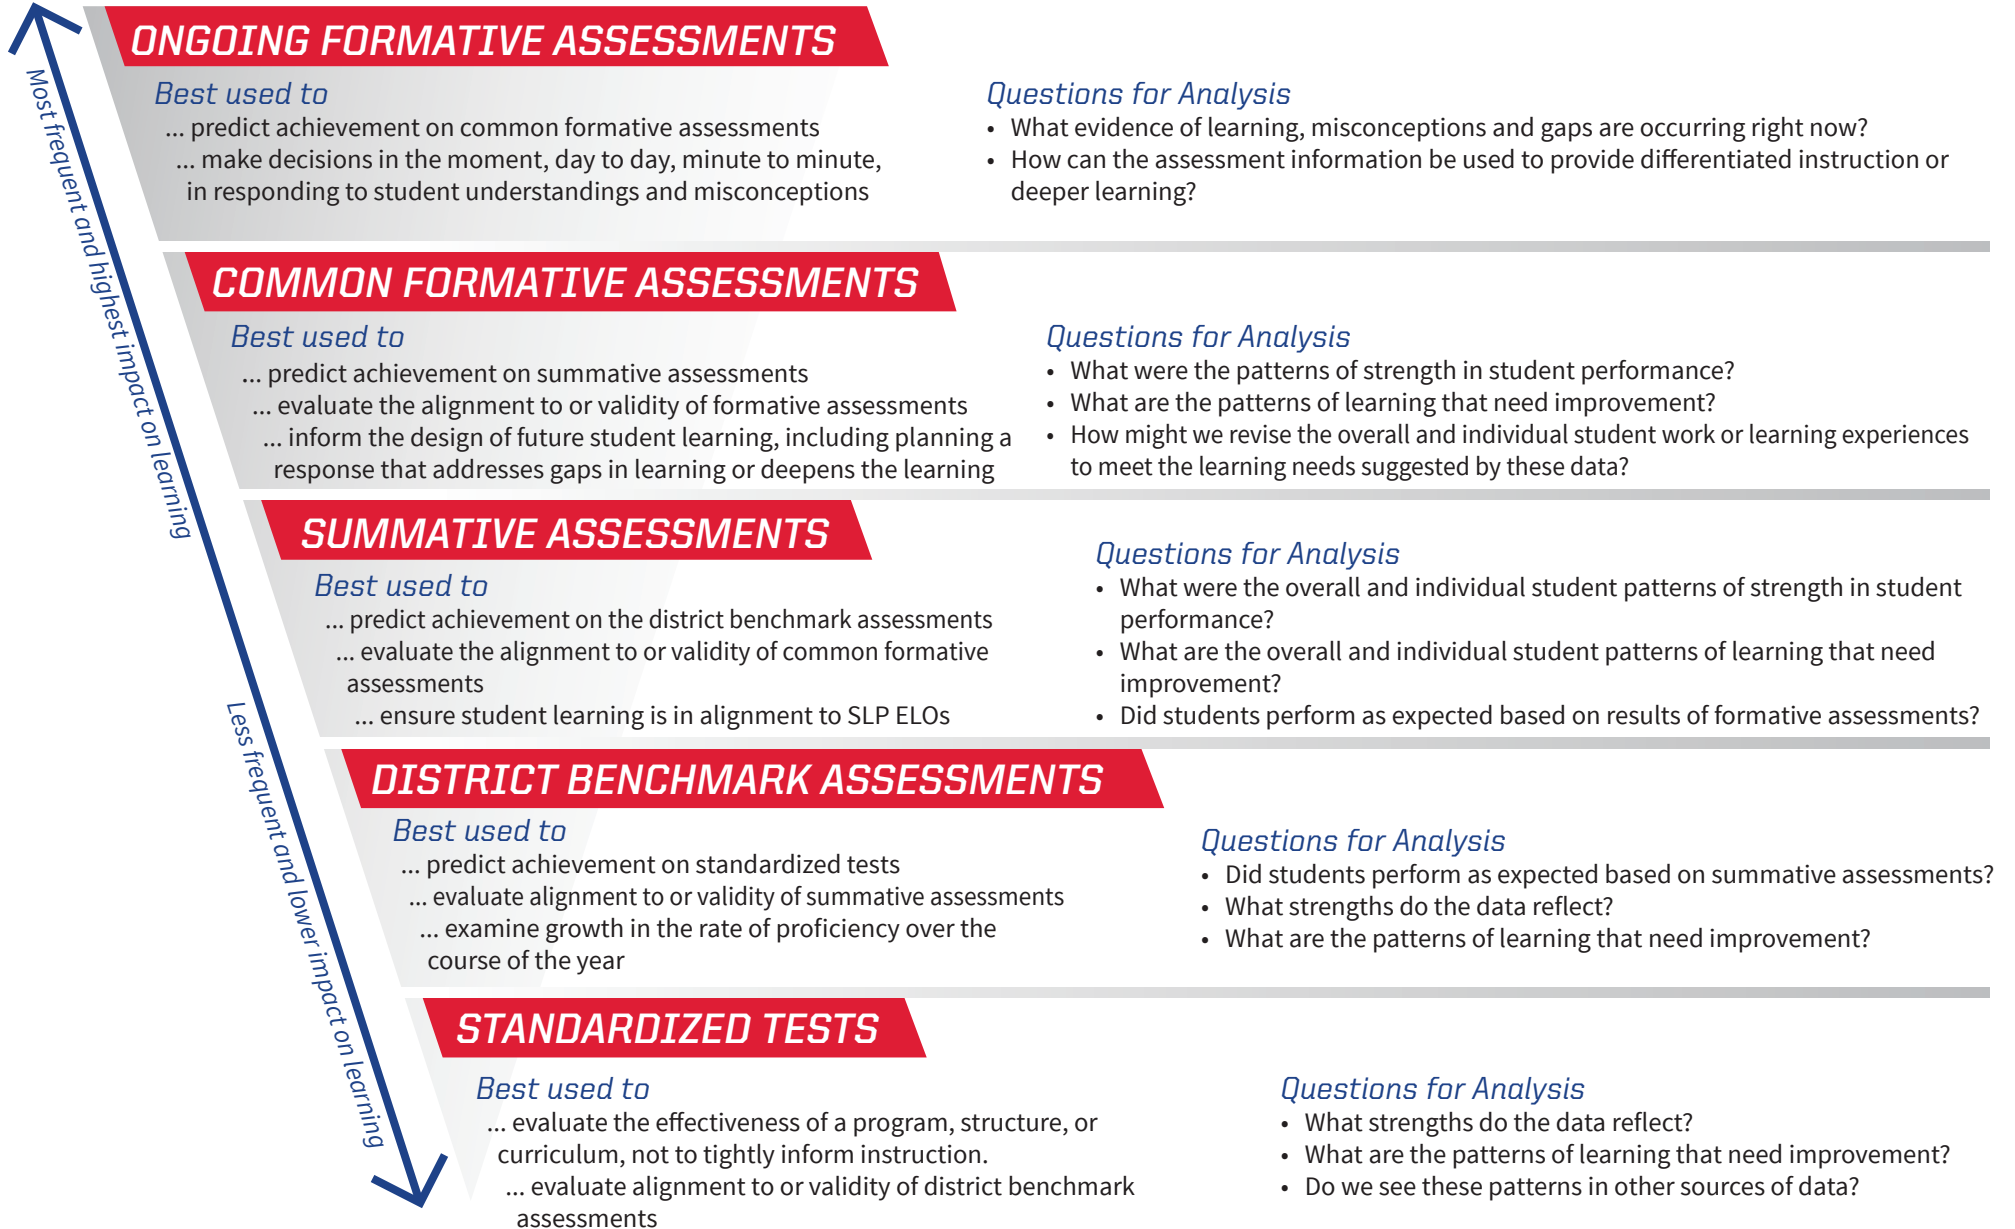 Most frequent and highest impact on learning
Less frequent and lower impact on learning
ONGOING FORMATIVE ASSESSMENTS
Best used to
... predict achievement on common formative assessments
... make decisions in the moment, day to day, minute to minute,
in responding to student understandings and misconceptions
Questions for Analysis
• What evidence of learning, misconceptions and gaps are occurring right now?
• How can the assessment information be used to provide differentiated instruction or
deeper learning?
COMMON FORMATIVE ASSESSMENTS
Best used to
... predict achievement on summative assessments
... evaluate the alignment to or validity of formative assessments
... inform the design of future student learning, including planning a
response that addresses gaps in learning or deepens the learning
Questions for Analysis
• What were the patterns of strength in student performance?
• What are the patterns of learning that need improvement?
• How might we revise the overall and individual student work or learning experiences
to meet the learning needs suggested by these data?
SUMMATIVE ASSESSMENTS
Best used to
... predict achievement on the district benchmark assessments
... evaluate the alignment to or validity of common formative
assessments
... ensure student learning is in alignment to SLP ELOs
Questions for Analysis
• What were the overall and individual student patterns of strength in student
performance?
• What are the overall and individual student patterns of learning that need
improvement?
• Did students perform as expected based on results of formative assessments?
DISTRICT BENCHMARK ASSESSMENTS
Best used to
... predict achievement on standardized tests
... evaluate alignment to or validity of summative assessments
... examine growth in the rate of proficiency over the
course of the year
Questions for Analysis
• Did students perform as expected based on summative assessments?
• What strengths do the data reflect?
• What are the patterns of learning that need improvement?
STANDARDIZED TESTS
Best used to
... evaluate the effectiveness of a program, structure, or
curriculum, not to tightly inform instruction.
... evaluate alignment to or validity of district benchmark
assessments
Questions for Analysis
• What strengths do the data reflect?
• What are the patterns of learning that need improvement?
• Do we see these patterns in other sources of data?